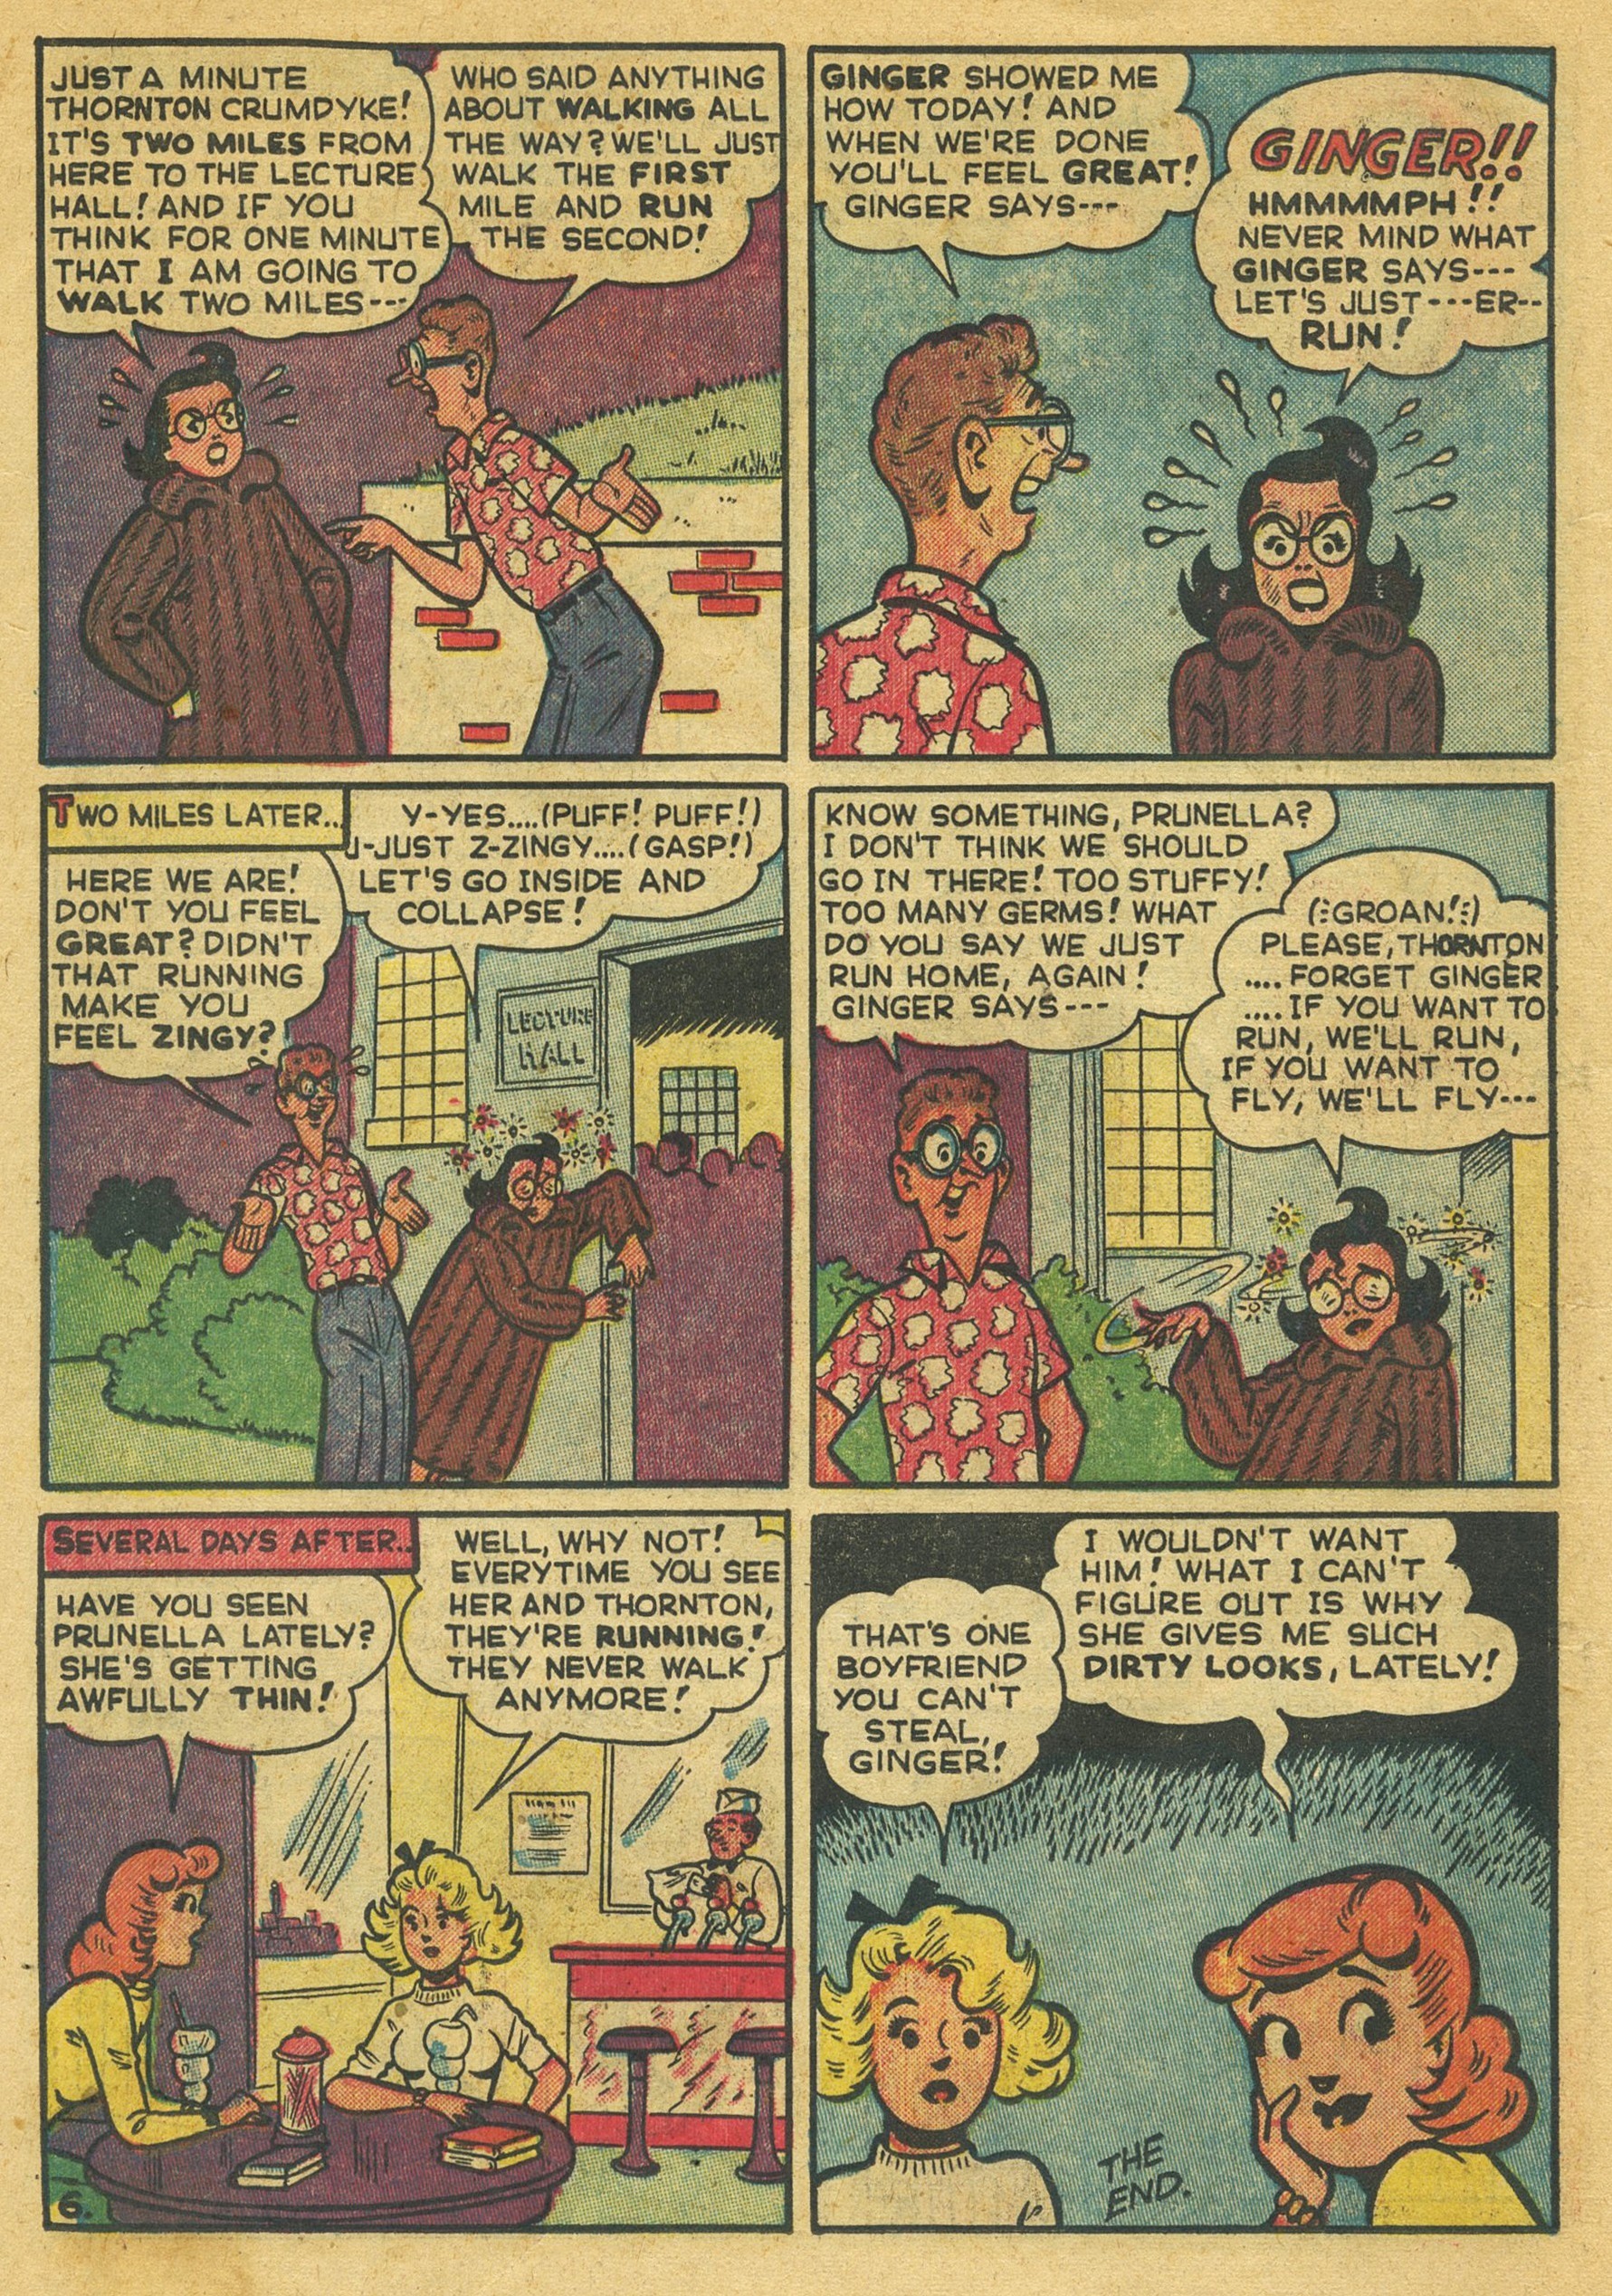 JUST A MINUTE
THORNTON CRUMDYKE!
IT'S TWO MILES FROM
HERE TO THE LECTURE
HALL! AND IF YOU
THINK FOR ONE MINUTE
THAT I AM GOING TO
WALK TWO MILES---
WHO SAID ANYTHING
ABOUT WALKING ALL
THE WAY? WE'LL JUST
WALK THE FIRST
MILE AND RUN
THE SECOND!
GINGER SHOWED ME
HOW TODAY! AND
WHEN WE'RE DONE
YOU'LL FEEL GREAT!
GINGER SAYS---
GINGER!!
HMMMMPH!!
NEVER MIND WHAT
GINGER SAYS---
LET'S JUST---ER--
RUN!
TWO MILES LATER...
HERE WE ARE!
DON'T YOU FEEL
GREAT? DIDN'T
THAT RUNNING
MAKE YOU
FEEL ZINGY?
Y-YES....(PUFF! PUFF!)
J-JUST Z-ZINGY....(GASP!)
LET'S GO INSIDE AND
COLLAPSE!
LECTURE
HALL
KNOW SOMETHING, PRUNELLA?
I DON'T THINK WE SHOULD
GO IN THERE! TOO STUFFY!
TOO MANY GERMS! WHAT
DO YOU SAY WE JUST
RUN HOME, AGAIN!
GINGER SAYS---
(:GROAN!:)
PLEASE, THORNTON
....FORGET GINGER
....IF YOU WANT TO
RUN, WE'LL RUN,
IF YOU WANT TO
FLY, WE'LL FLY---
SEVERAL DAYS AFTER..
HAVE YOU SEEN
PRUNELLA LATELY?
SHE'S GETTING
AWFULLY THIN!
WELL, WHY NOT!
EVERYTIME YOU SEE
HER AND THORNTON,
THEY'RE RUNNING!
THEY NEVER WALK
ANYMORE!
6.
THAT'S ONE
BOYFRIEND
YOU CAN'T
STEAL,
GINGER!
I WOULDN'T WANT
HIM! WHAT I CAN'T
FIGURE OUT IS WHY
SHE GIVES ME SUCH
DIRTY LOOKS, LATELY!
THE
END.